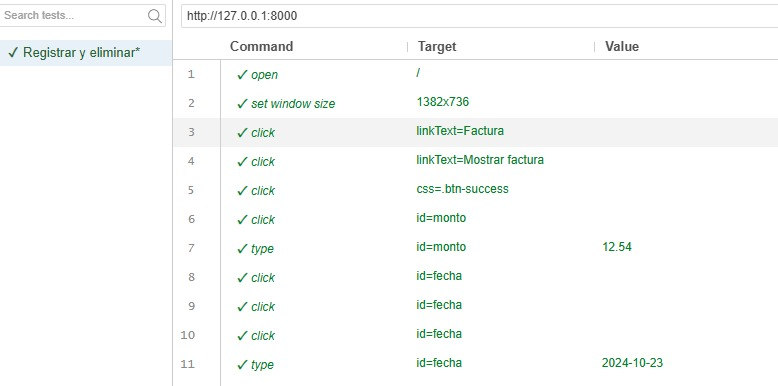 Search tests...
http://127.0.0.1:8000
Command Target Value
✓ Registrar y eliminar*
1 ✓ open /
2 ✓ set window size 1382x736
3 ✓ click linkText=Factura
4 ✓ click linkText=Mostrar factura
5 ✓ click css=.btn-success
6 ✓ click id=monto
7 ✓ type id=monto 12.54
8 ✓ click id=fecha
9 ✓ click id=fecha
10 ✓ click id=fecha
11 ✓ type id=fecha 2024-10-23